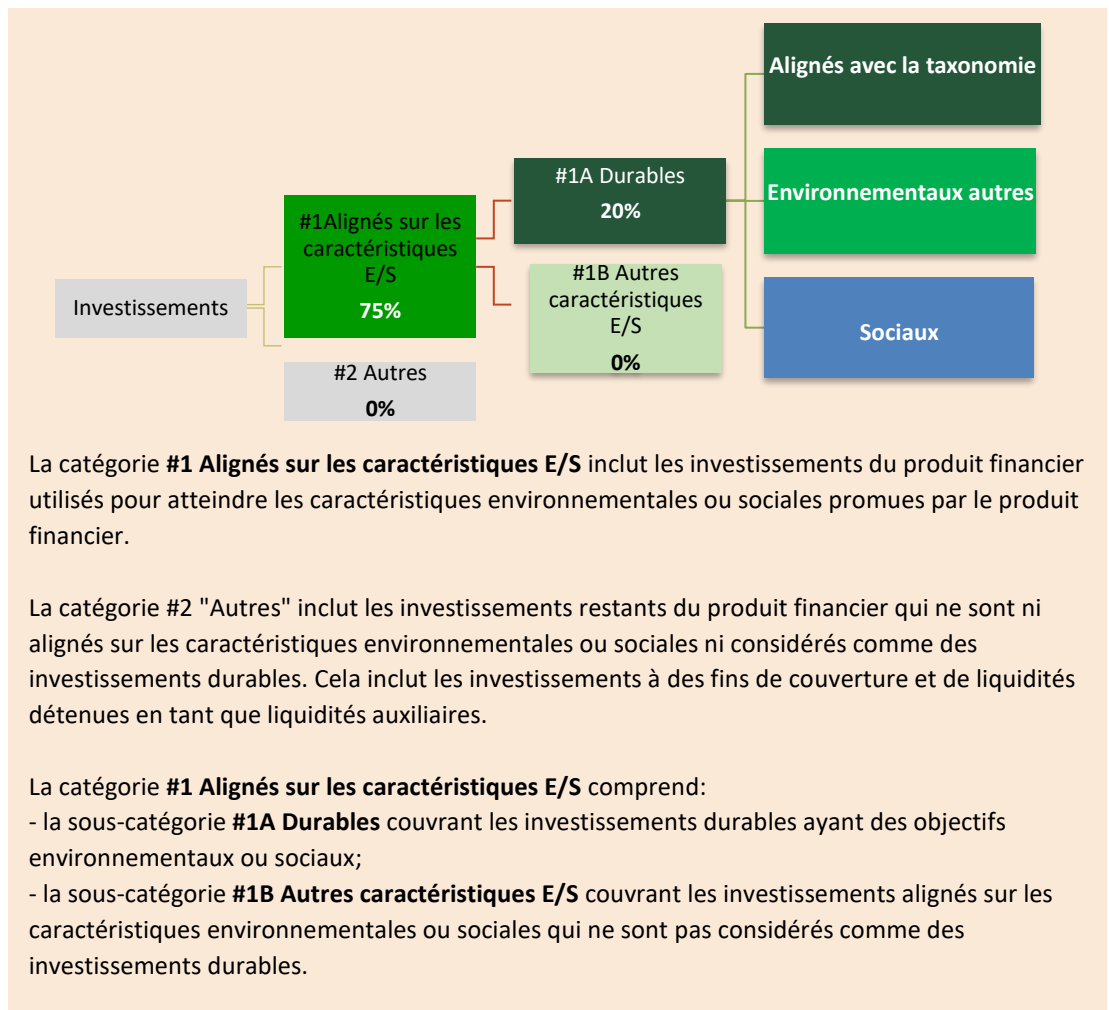 Alignés avec la taxonomie
#1A Durables
20%
Environnementaux autres
#1Alignés sur les
caractéristiques
E/S
75%
#1B Autres
caractéristiques
E/S
0%
Investissements
Sociaux
#2 Autres
0%
La catégorie #1 Alignés sur les caractéristiques E/S inclut les investissements du produit financier
utilisés pour atteindre les caractéristiques environnementales ou sociales promues par le produit
financier.
La catégorie #2 "Autres" inclut les investissements restants du produit financier qui ne sont ni
alignés sur les caractéristiques environnementales ou sociales ni considérés comme des
investissements durables. Cela inclut les investissements à des fins de couverture et de liquidités
détenues en tant que liquidités auxiliaires.
La catégorie #1 Alignés sur les caractéristiques E/S comprend:
- la sous-catégorie #1A Durables couvrant les investissements durables ayant des objectifs
environnementaux ou sociaux;
- la sous-catégorie #1B Autres caractéristiques E/S couvrant les investissements alignés sur les
caractéristiques environnementales ou sociales qui ne sont pas considérés comme des
investissements durables.